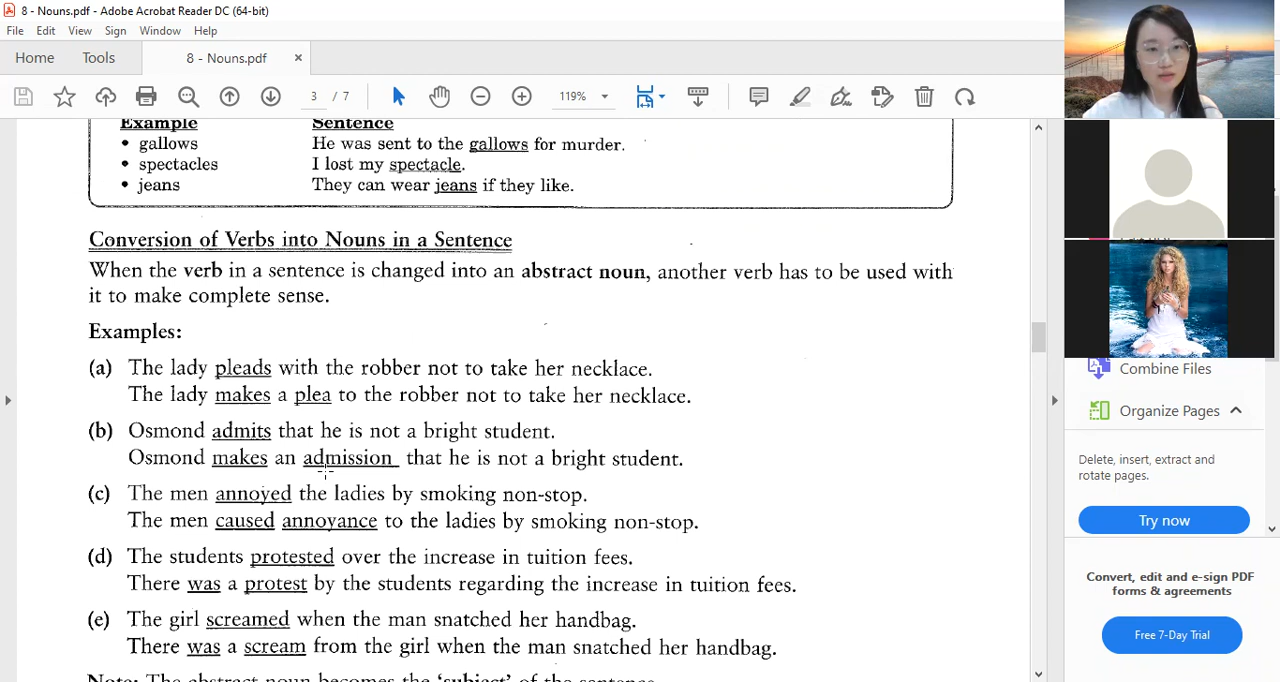 8 - Nouns.pdf - Adobe Acrobat Reader DC (64-bit)
File Edit View Sign Window Help
Home Tools 8 - Nouns.pdf ×
3 / 7 119%
Example Sentence
• gallows He was sent to the gallows for murder.
• spectacles I lost my spectacle.
• jeans They can wear jeans if they like.
Conversion of Verbs into Nouns in a Sentence
When the verb in a sentence is changed into an abstract noun, another verb has to be used with
it to make complete sense.
Examples:
(a) The lady pleads with the robber not to take her necklace.
The lady makes a plea to the robber not to take her necklace.
(b) Osmond admits that he is not a bright student.
Osmond makes an admission that he is not a bright student.
(c) The men annoyed the ladies by smoking non-stop.
The men caused annoyance to the ladies by smoking non-stop.
(d) The students protested over the increase in tuition fees.
There was a protest by the students regarding the increase in tuition fees.
(e) The girl screamed when the man snatched her handbag.
There was a scream from the girl when the man snatched her handbag.
Note: The abstract noun becomes the 'subject' of the sentence.
Combine Files
Organize Pages
Delete, insert, extract and
rotate pages.
Try now
Convert, edit and e-sign PDF
forms & agreements
Free 7-Day Trial